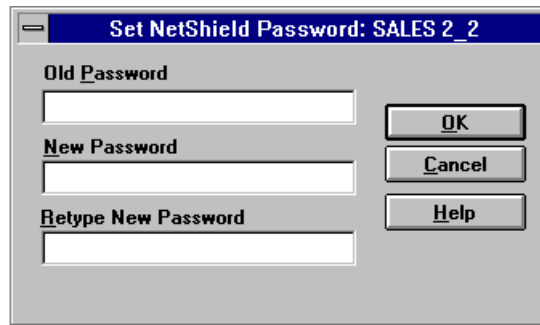 Set NetShield Password: SALES 2_2
Old Password
OK
New Password
Cancel
Retype New Password
Help